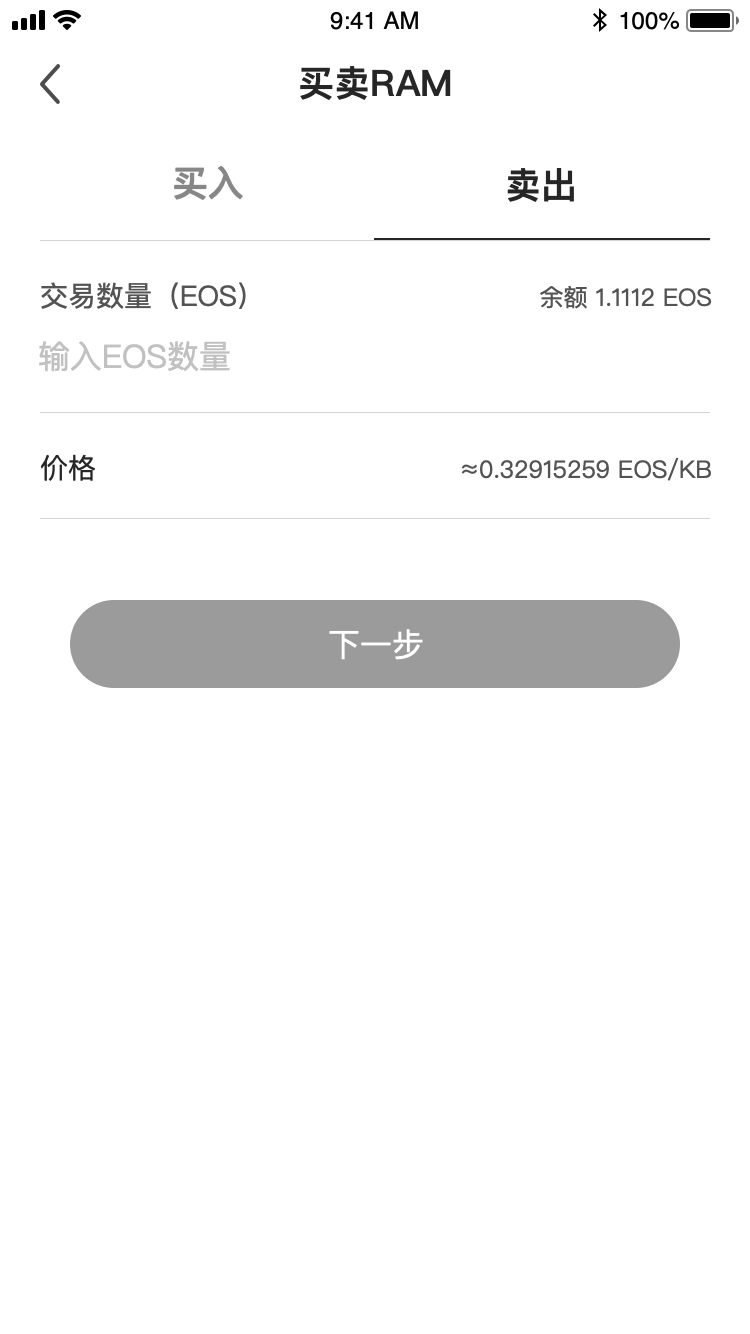 9:41 AM
100%
买卖RAM
买入
卖出
交易数量（EOS）
余额 1.1112 EOS
输入EOS数量
价格
≈0.32915259 EOS/KB
下一步